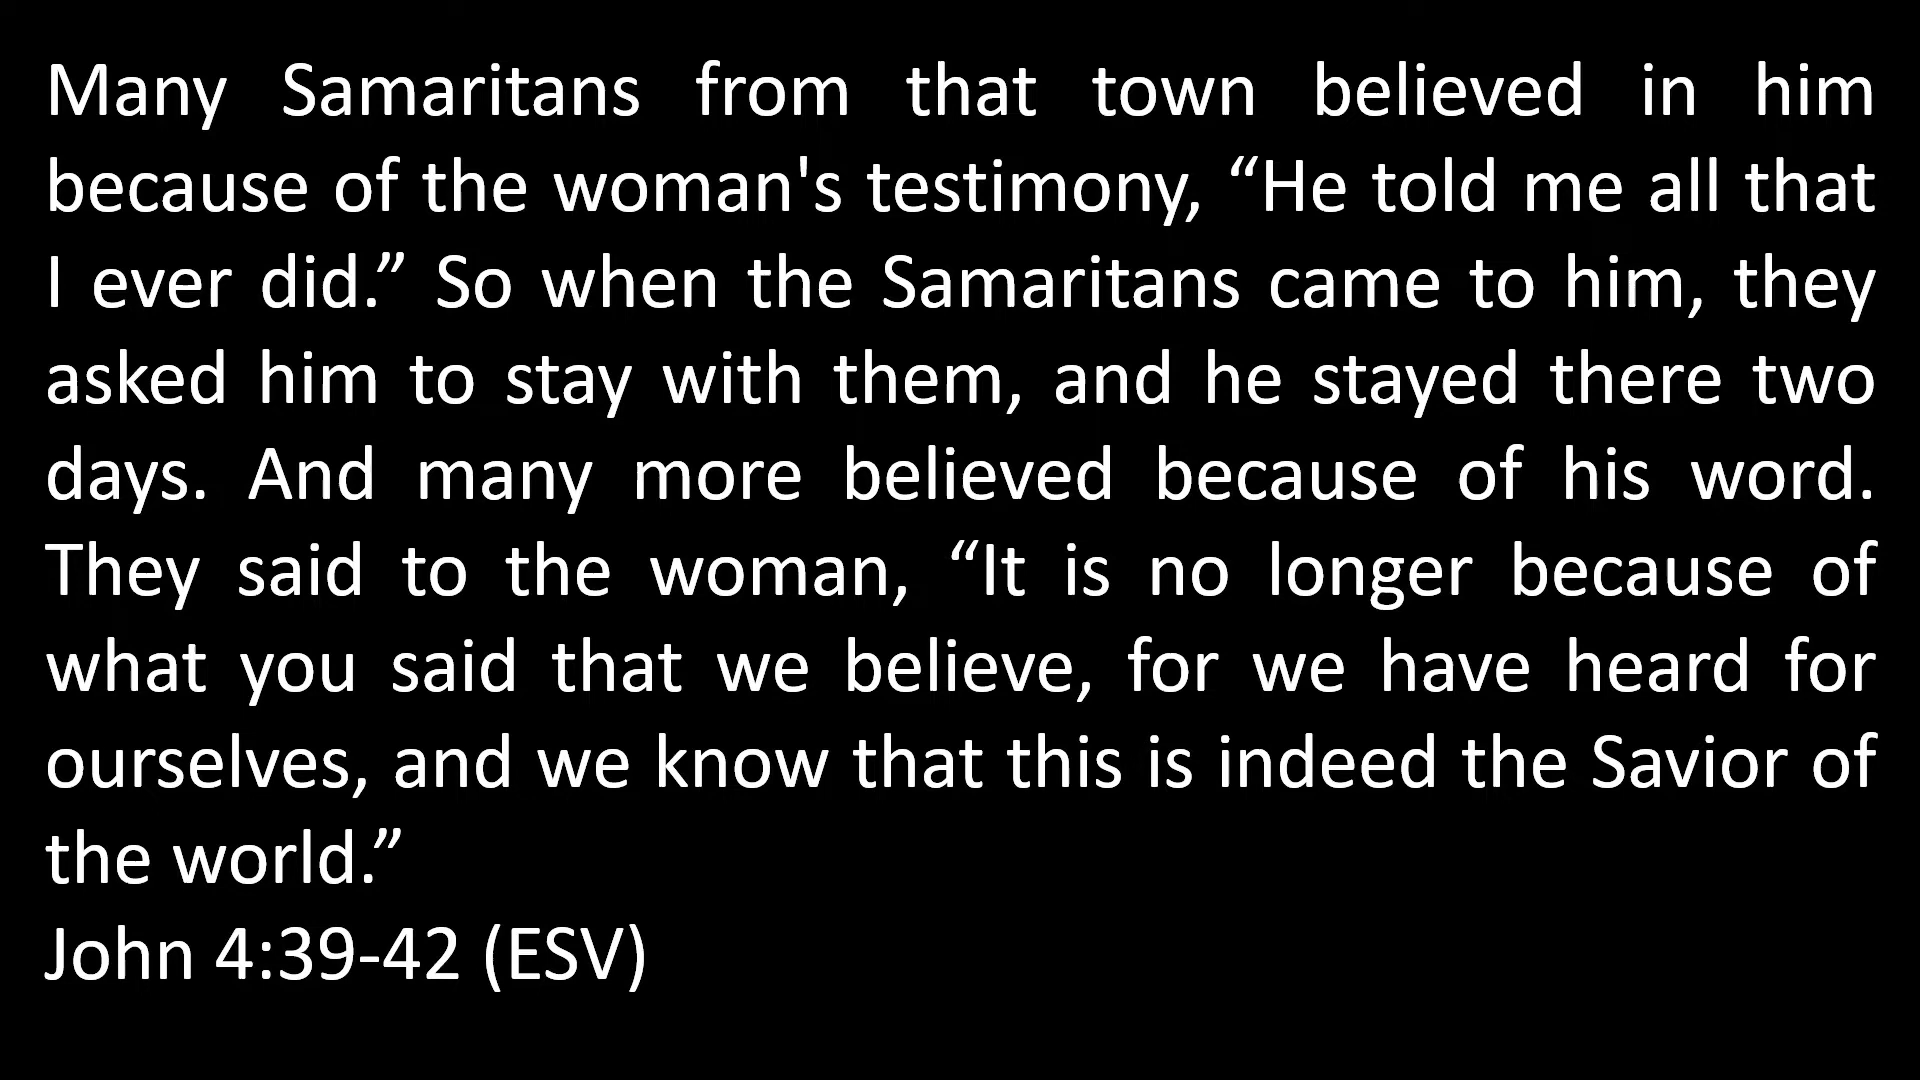 Many Samaritans from that town believed in him
because of the woman's testimony, “He told me all that
I ever did.” So when the Samaritans came to him, they
asked him to stay with them, and he stayed there two
days. And many more believed because of his word.
They said to the woman, “It is no longer because of
what you said that we believe, for we have heard for
ourselves, and we know that this is indeed the Savior of
the world.”
John 4:39-42 (ESV)